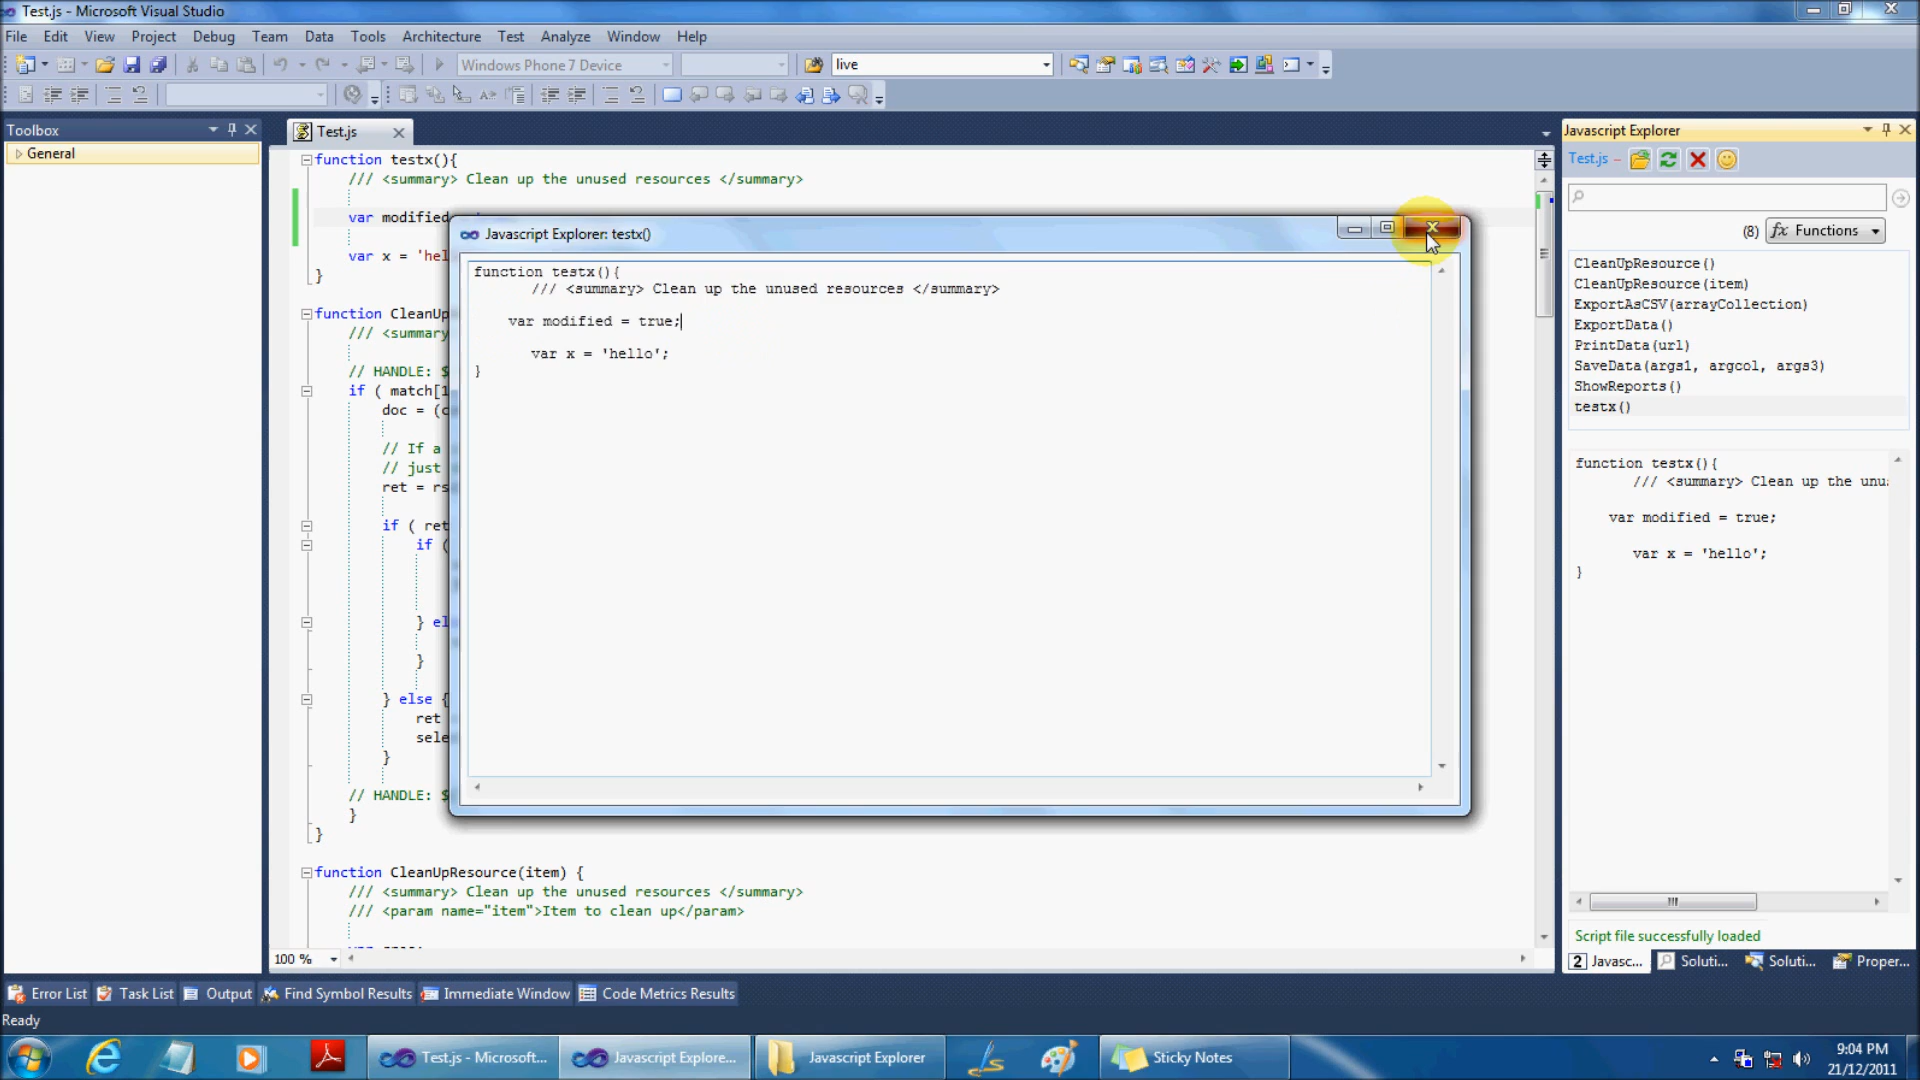 Test.js - Microsoft Visual Studio
File Edit View Project Debug Team Data Tools Architecture Test Analyze Window Help
Windows Phone 7 Device
live
Toolbox
General
Test.js
function testx(){
/// <summary> Clean up the unused resources </summary>
var modified
var x = 'hel
}
function CleanUp
/// <summary
// HANDLE: $
if ( match[1
doc = (c
// If a
// just
ret = rs
if ( ret
if (
} el
}
} else {
ret
sele
}
// HANDLE: $
}
}
function CleanUpResource(item) {
/// <summary> Clean up the unused resources </summary>
/// <param name="item">Item to clean up</param>
100 %
Javascript Explorer: testx()
function testx(){
/// <summary> Clean up the unused resources </summary>
var modified = true;
var x = 'hello';
}
Javascript Explorer
Test.js -
(8) fx Functions
CleanUpResource()
CleanUpResource(item)
ExportAsCSV(arrayCollection)
ExportData()
PrintData(url)
SaveData(args1, argcol, args3)
ShowReports()
testx()
function testx(){
/// <summary> Clean up the unu
var modified = true;
var x = 'hello';
}
Script file successfully loaded
2 Javasc... Soluti... Soluti... Proper...
Error List Task List Output Find Symbol Results Immediate Window Code Metrics Results
Ready
Test.js - Microsoft... Javascript Explore... Javascript Explorer Sticky Notes
9:04 PM
21/12/2011